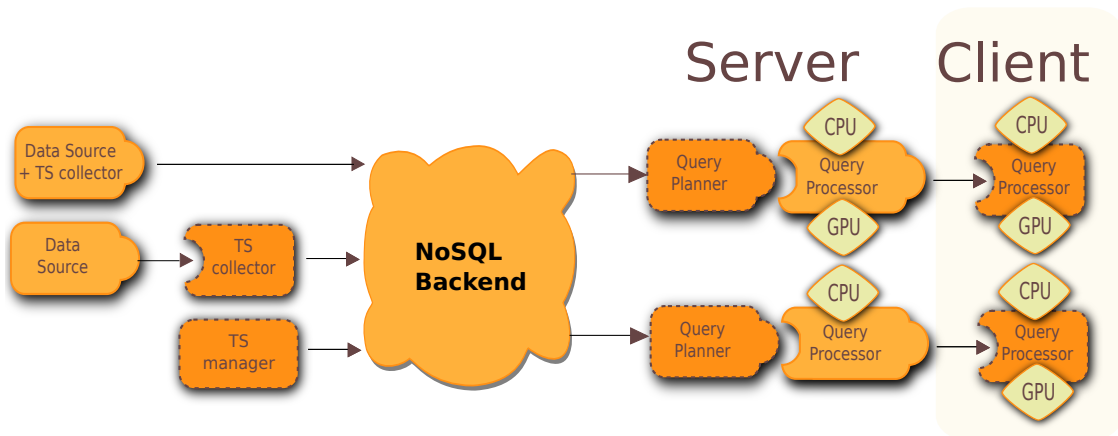 Server
Client
Data Source
+ TS collector
Data
Source
TS
collector
TS
manager
NoSQL
Backend
Query
Planner
CPU
Query
Processor
GPU
CPU
Query
Processor
GPU
Query
Planner
CPU
Query
Processor
CPU
Query
Processor
GPU